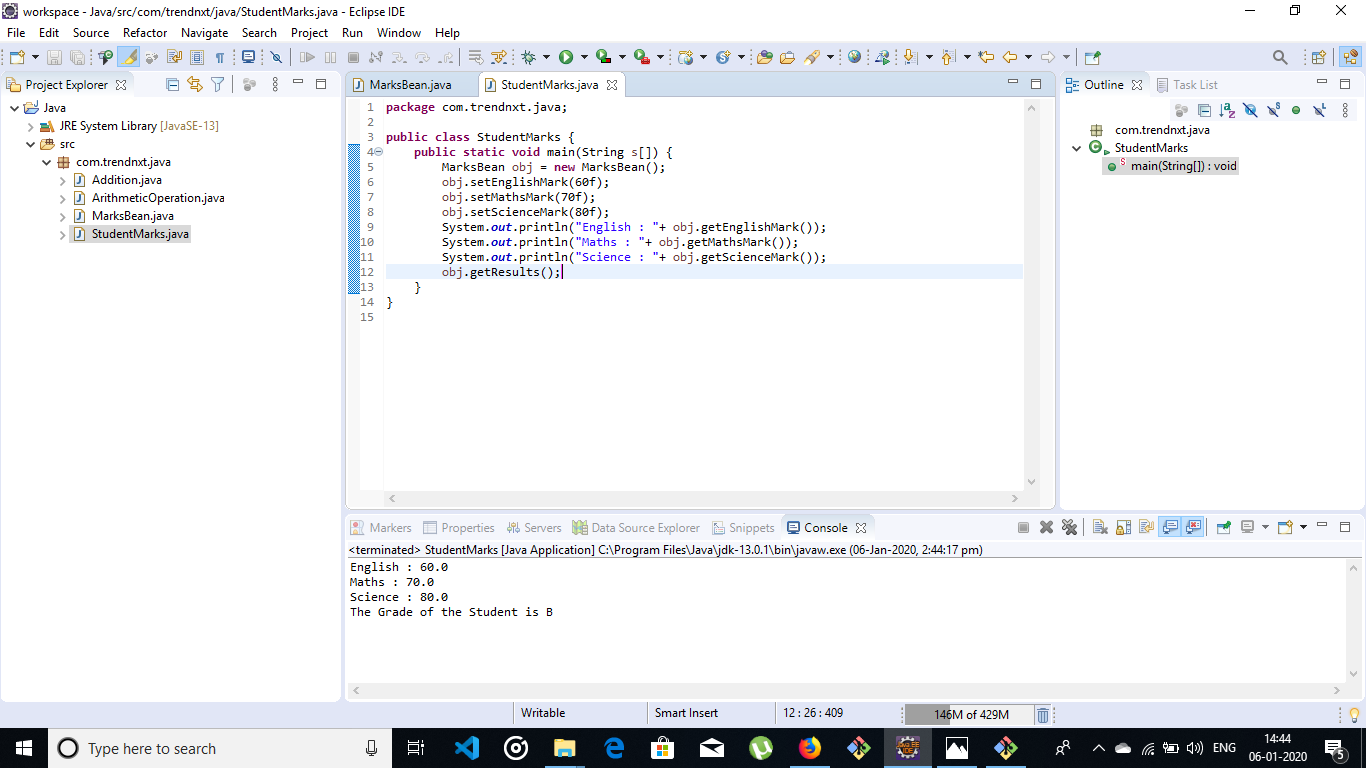 workspace - Java/src/com/trendnxt/java/StudentMarks.java - Eclipse IDE
File Edit Source Refactor Navigate Search Project Run Window Help
Project Explorer
Java
JRE System Library [JavaSE-13]
src
com.trendnxt.java
Addition.java
ArithmeticOperation.java
MarksBean.java
StudentMarks.java
MarksBean.java StudentMarks.java
1 package com.trendnxt.java;
2
3 public class StudentMarks {
4 public static void main(String s[]) {
5 MarksBean obj = new MarksBean();
6 obj.setEnglishMark(60f);
7 obj.setMathsMark(70f);
8 obj.setScienceMark(80f);
9 System.out.println("English : "+ obj.getEnglishMark());
10 System.out.println("Maths : "+ obj.getMathsMark());
11 System.out.println("Science : "+ obj.getScienceMark());
12 obj.getResults();
13 }
14 }
15
Outline Task List
com.trendnxt.java
StudentMarks
main(String[]) : void
Markers Properties Servers Data Source Explorer Snippets Console
<terminated> StudentMarks [Java Application] C:\Program Files\Java\jdk-13.0.1\bin\javaw.exe (06-Jan-2020, 2:44:17 pm)
English : 60.0
Maths : 70.0
Science : 80.0
The Grade of the Student is B
Writable Smart Insert 12 : 26 : 409 146M of 429M
Type here to search
ENG
14:44
06-01-2020
5